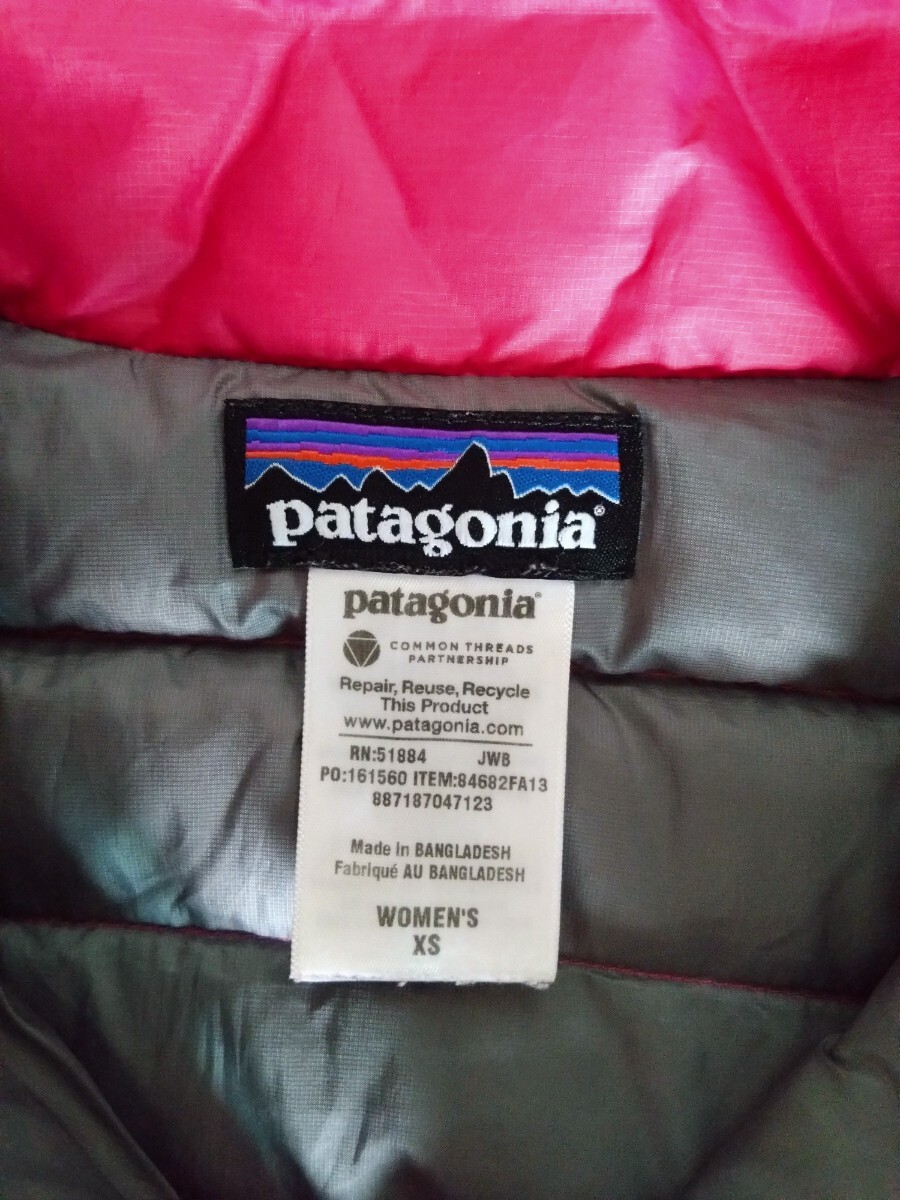 patagonia®
patagonia®
COMMON THREADS
PARTNERSHIP
Repair, Reuse, Recycle
This Product
www.patagonia.com
RN:51884 JWB
PO:161560 ITEM:84682FA13
887187047123
Made in BANGLADESH
Fabriqué AU BANGLADESH
WOMEN'S
XS